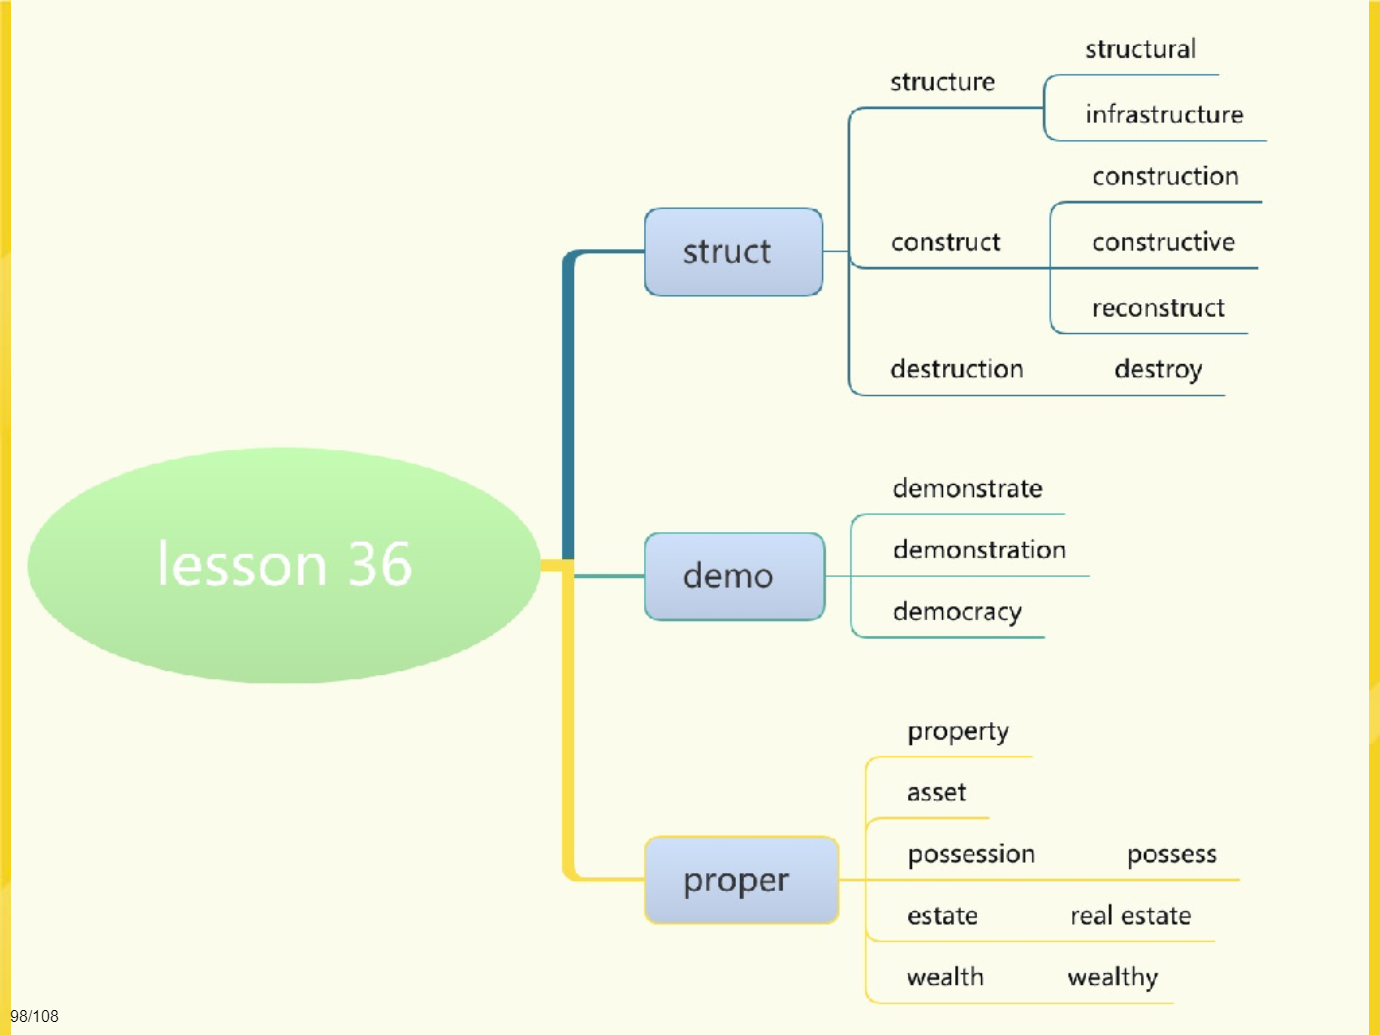 lesson 36
struct
structure
structural
infrastructure
construct
construction
constructive
reconstruct
destruction destroy
demo
demonstrate
demonstration
democracy
proper
property
asset
possession possess
estate real estate
wealth wealthy
98/108